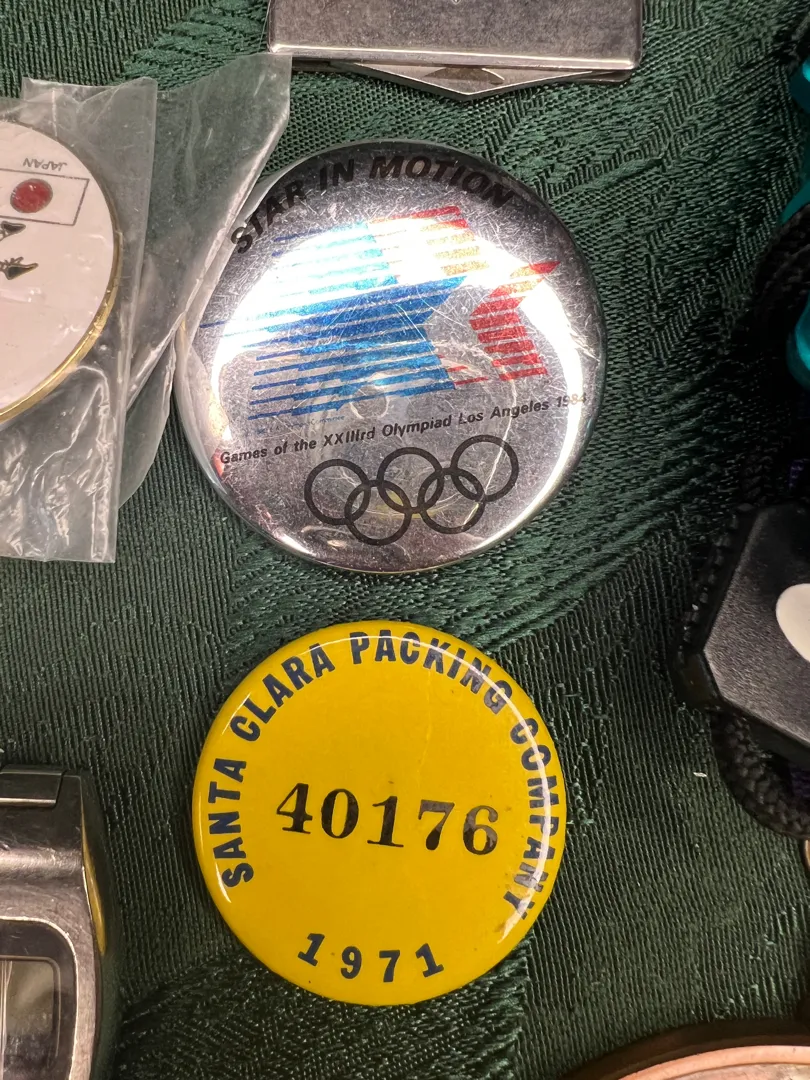 JAPAN
STAR IN MOTION
Games of the XXIIIrd Olympiad Los Angeles 1984
SANTA CLARA PACKING COMPANY
40176
1971